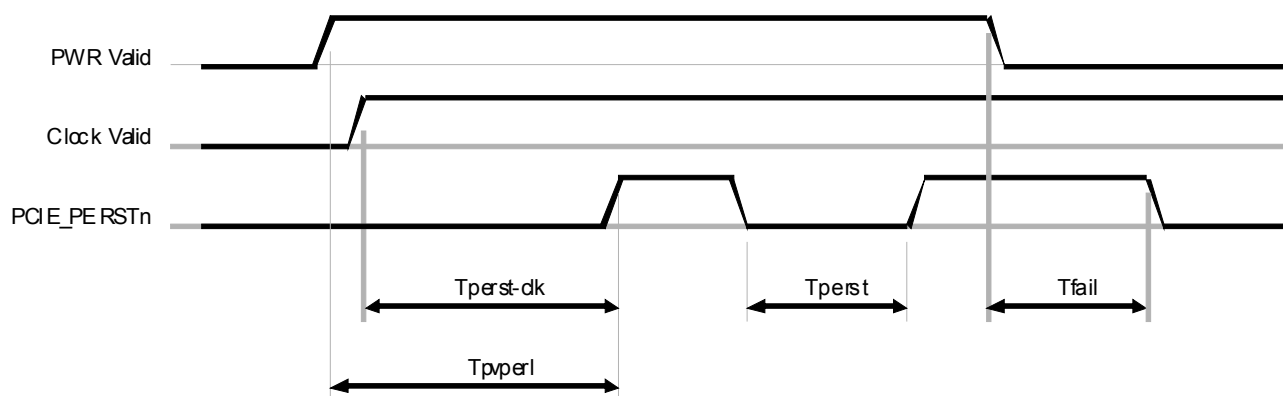 PWR Valid
Clock Valid
PCIE_PERSTn
Tperst-clk
Tperst
Tfail
Tpvperl